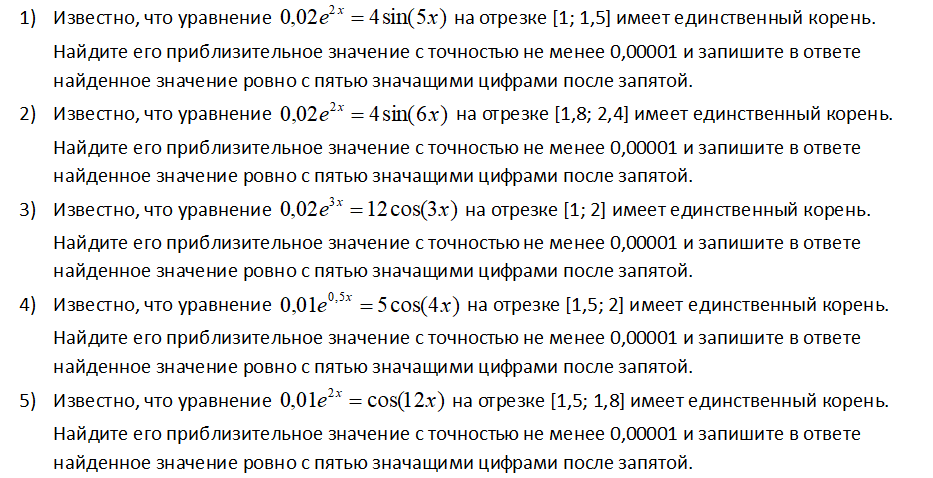 1) Известно, что уравнение 0,02e^{2x} = 4sin(5x) на отрезке [1; 1,5] имеет единственный корень.
Найдите его приблизительное значение с точностью не менее 0,00001 и запишите в ответе
найденное значение ровно с пятью значащими цифрами после запятой.
2) Известно, что уравнение 0,02e^{2x} = 4sin(6x) на отрезке [1,8; 2,4] имеет единственный корень.
Найдите его приблизительное значение с точностью не менее 0,00001 и запишите в ответе
найденное значение ровно с пятью значащими цифрами после запятой.
3) Известно, что уравнение 0,02e^{3x} = 12cos(3x) на отрезке [1; 2] имеет единственный корень.
Найдите его приблизительное значение с точностью не менее 0,00001 и запишите в ответе
найденное значение ровно с пятью значащими цифрами после запятой.
4) Известно, что уравнение 0,01e^{0,5x} = 5cos(4x) на отрезке [1,5; 2] имеет единственный корень.
Найдите его приблизительное значение с точностью не менее 0,00001 и запишите в ответе
найденное значение ровно с пятью значащими цифрами после запятой.
5) Известно, что уравнение 0,01e^{2x} = cos(12x) на отрезке [1,5; 1,8] имеет единственный корень.
Найдите его приблизительное значение с точностью не менее 0,00001 и запишите в ответе
найденное значение ровно с пятью значащими цифрами после запятой.